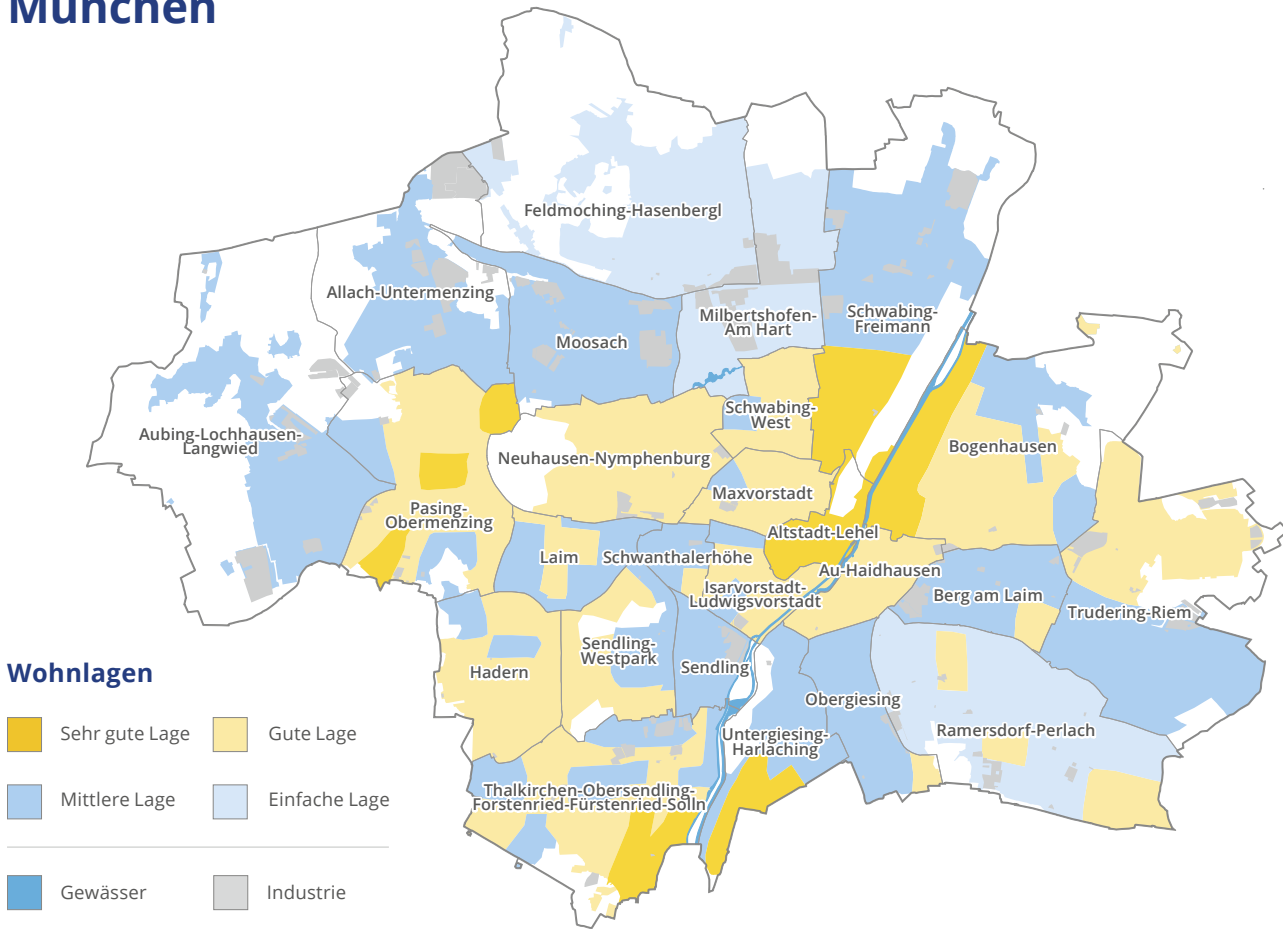 München
Feldmoching-Hasenbergl
Allach-Untermenzing
Milbertshofen-
Am Hart
Schwabing-
Freimann
Moosach
Schwabing-
West
Aubing-Lochhausen-
Langwied
Neuhausen-Nymphenburg
Bogenhausen
Maxvorstadt
Pasing-
Obermenzing
Altstadt-Lehel
Laim
Schwanthalerhöhe
Au-Haidhausen
Isarvorstadt-
Ludwigsvorstadt
Berg am Laim
Trudering-Riem
Sendling-
Westpark
Hadern
Sendling
Obergiesing
Untergiesing-
Harlaching
Ramersdorf-Perlach
Thalkirchen-Obersendling-
Forstenried-Fürstenried-Solln
Wohnlagen
Sehr gute Lage
Gute Lage
Mittlere Lage
Einfache Lage
Gewässer
Industrie